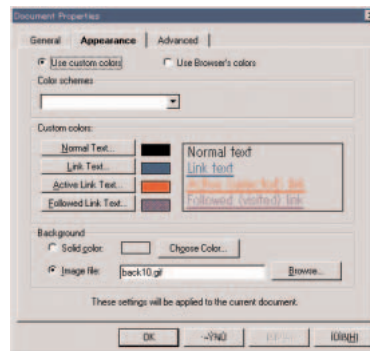 Document Properties
General Appearance Advanced
Use custom colors Use Browser's colors
Color schemes
Custom colors:
Normal Text...
Link Text...
Active Link Text...
Followed Link Text...
Normal text
Link text
Followed (visited) link
Background
Solid color: Choose Color...
Image file: back10.gif Browse...
These settings will be applied to the current document.
OK